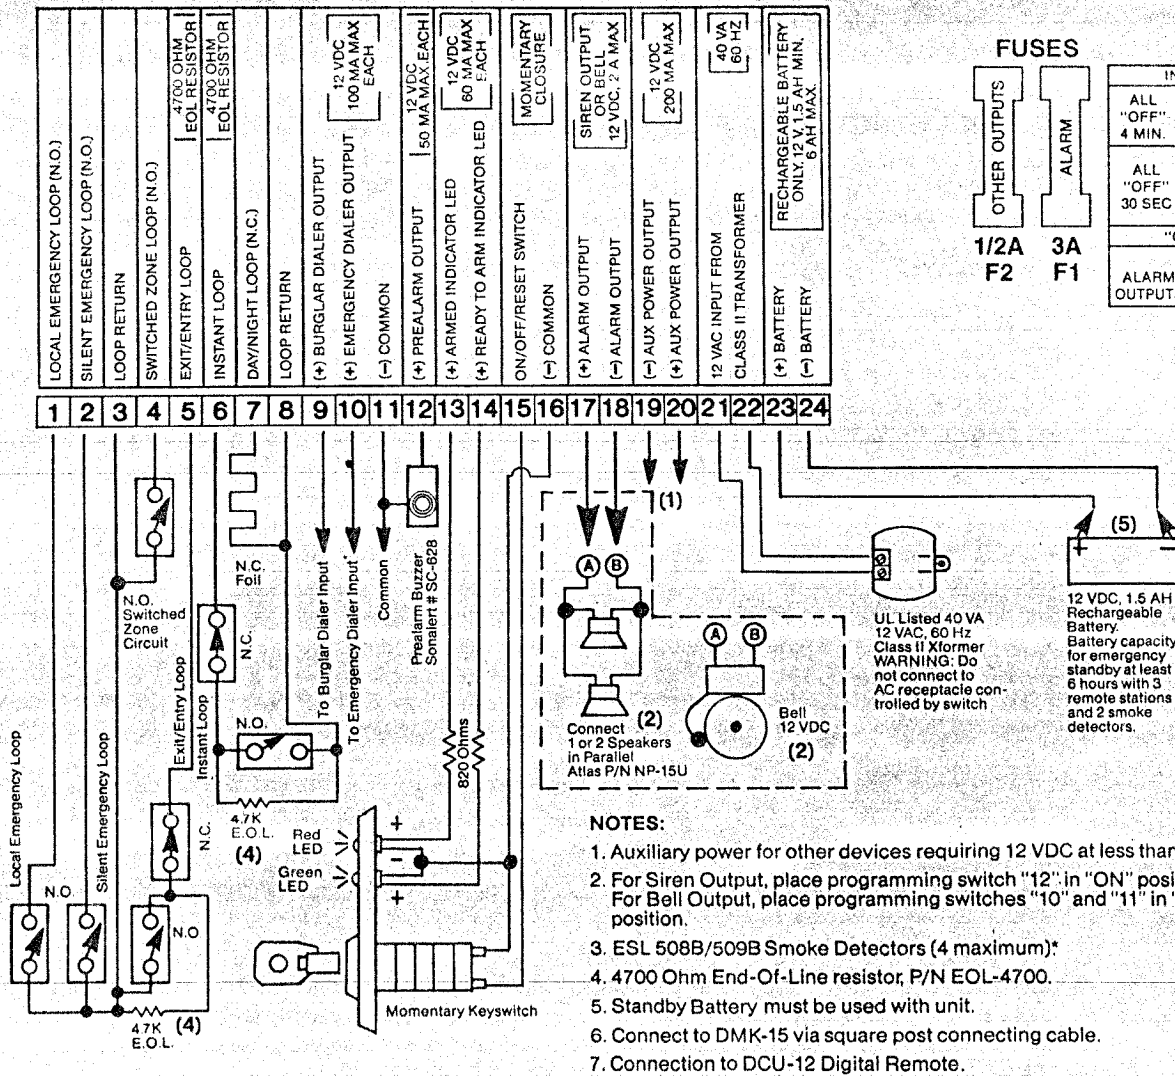 LOCAL EMERGENCY LOOP (N.O.)
SILENT EMERGENCY LOOP (N.O.)
LOOP RETURN
SWITCHED ZONE LOOP (N.O.)
EXIT/ENTRY LOOP
4700 OHM
EOL RESISTOR
INSTANT LOOP
4700 OHM
EOL RESISTOR
DAY/NIGHT LOOP (N.C.)
LOOP RETURN
(+) BURGLAR DIALER OUTPUT
(+) EMERGENCY DIALER OUTPUT
12 VDC
100 MA MAX
EACH
(−) COMMON
(+) PREALARM OUTPUT
12 VDC
50 MA MAX. EACH
(+) ARMED INDICATOR LED
(+) READY TO ARM INDICATOR LED
12 VDC
60 MA MAX
EACH
ON/OFF/RESET SWITCH
(−) COMMON
MOMENTARY
CLOSURE
(+) ALARM OUTPUT
(−) ALARM OUTPUT
SIREN OUTPUT
OR BELL
12 VDC, 2 A MAX
(−) AUX POWER OUTPUT
(+) AUX POWER OUTPUT
12 VDC
200 MA MAX
12 VAC INPUT FROM
CLASS II TRANSFORMER
40 VA
60 HZ
(+) BATTERY
(−) BATTERY
RECHARGEABLE BATTERY
ONLY, 12 V, 1.5 AH MIN.
6 AH MAX.
1 2 3 4 5 6 7 8 9 10 11 12 13 14 15 16 17 18 19 20 21 22 23 24
FUSES
OTHER OUTPUTS
ALARM
1/2A
F2
3A
F1
IN
ALL
"OFF"
4 MIN.
ALL
"OFF"
30 SEC
ALARM
OUTPUT
N.O.
Switched
Zone
Circuit
N.C.
Foil
N.C.
Instant Loop
N.O.
4.7K
E.O.L.
(4)
Exit/Entry Loop
N.C.
N.O
4.7K
E.O.L.
(4)
Local Emergency Loop
N.O.
Silent Emergency Loop
To Burglar Dialer Input
To Emergency Dialer Input
Common
Prealarm Buzzer
Sonalert # SC-628
820 Ohms
Red
LED
Green
LED
+
−
+
Momentary Keyswitch
(1)
A B
Connect
1 or 2 Speakers
in Parallel
Atlas P/N NP-15U
(2)
A B
Bell
12 VDC
(2)
UL Listed 40 VA
12 VAC, 60 Hz
Class II Xformer
WARNING: Do
not connect to
AC receptacle con-
trolled by switch
(5)
+ −
12 VDC, 1.5 AH
Rechargeable
Battery.
Battery capacity
for emergency
standby at least
6 hours with 3
remote stations
and 2 smoke
detectors.
NOTES:
1. Auxiliary power for other devices requiring 12 VDC at less than
2. For Siren Output, place programming switch "12" in "ON" posi
For Bell Output, place programming switches "10" and "11" in "
position.
3. ESL 508B/509B Smoke Detectors (4 maximum)*
4. 4700 Ohm End-Of-Line resistor, P/N EOL-4700.
5. Standby Battery must be used with unit.
6. Connect to DMK-15 via square post connecting cable.
7. Connection to DCU-12 Digital Remote.